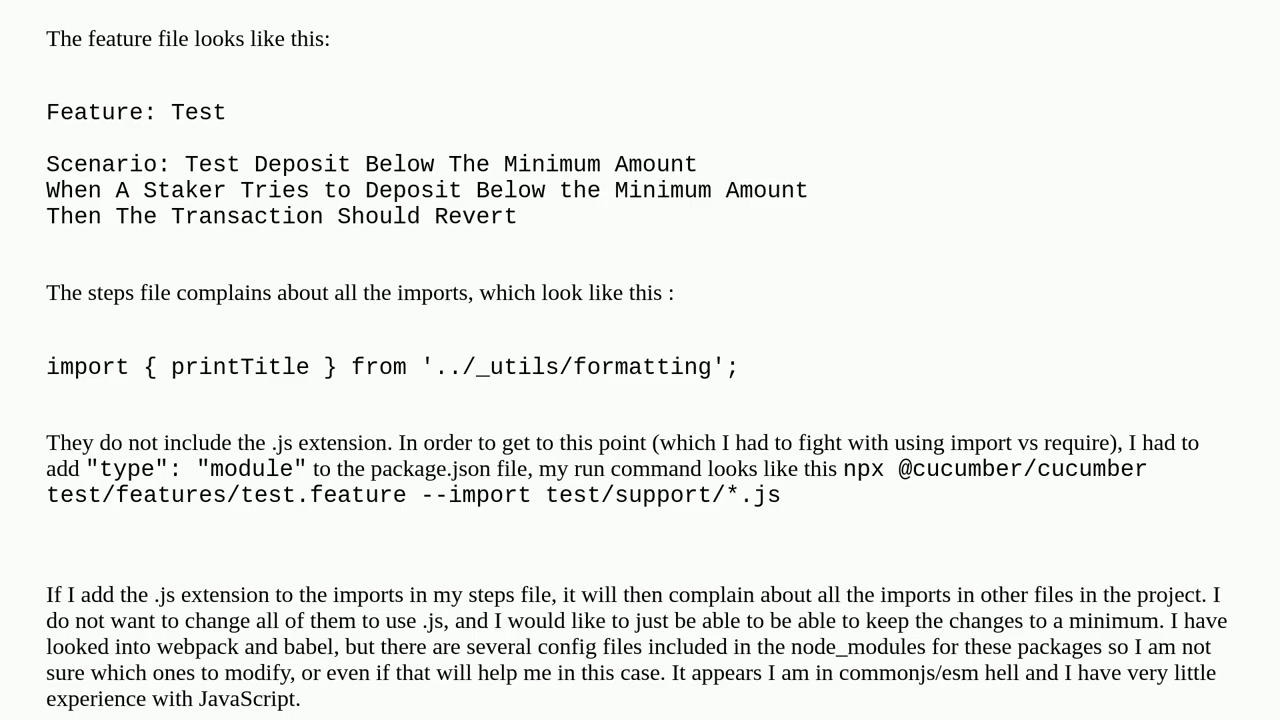 The feature file looks like this:
Feature: Test
Scenario: Test Deposit Below The Minimum Amount
When A Staker Tries to Deposit Below the Minimum Amount
Then The Transaction Should Revert
The steps file complains about all the imports, which look like this :
import { printTitle } from '../_utils/formatting';
They do not include the .js extension. In order to get to this point (which I had to fight with using import vs require), I had to
add "type": "module" to the package.json file, my run command looks like this npx @cucumber/cucumber
test/features/test.feature --import test/support/*.js
If I add the .js extension to the imports in my steps file, it will then complain about all the imports in other files in the project. I
do not want to change all of them to use .js, and I would like to just be able to be able to keep the changes to a minimum. I have
looked into webpack and babel, but there are several config files included in the node_modules for these packages so I am not
sure which ones to modify, or even if that will help me in this case. It appears I am in commonjs/esm hell and I have very little
experience with JavaScript.